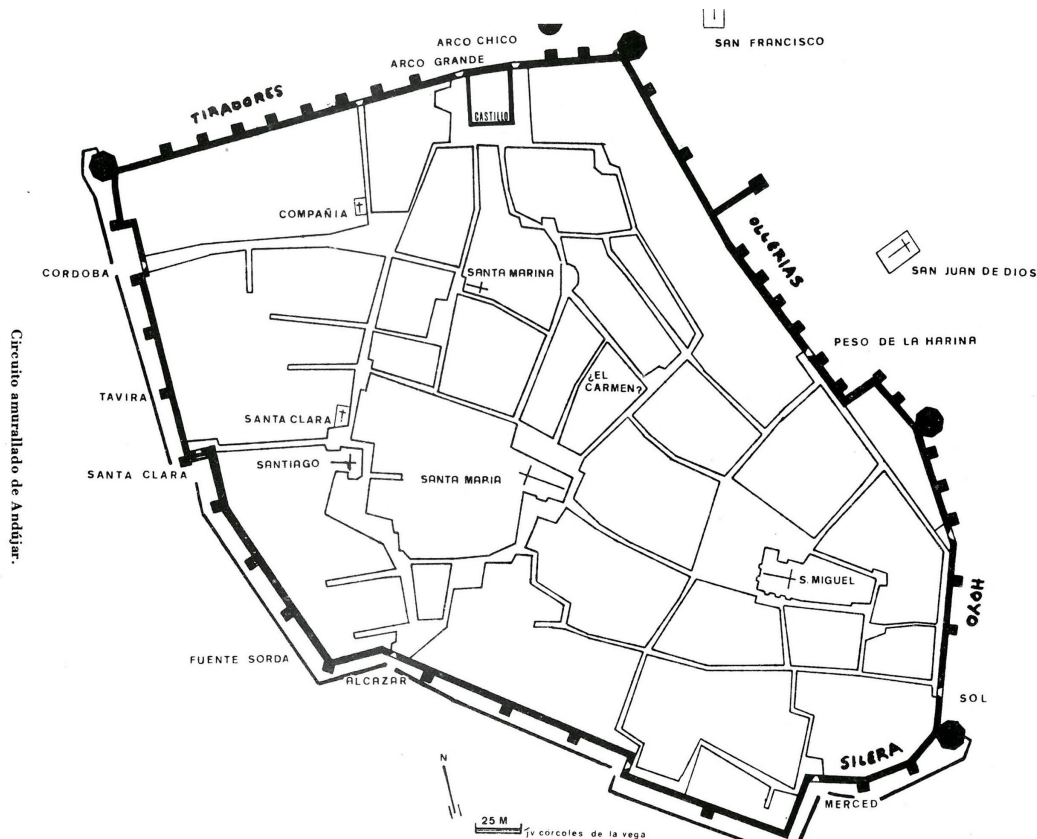 SAN FRANCISCO
ARCO CHICO
ARCO GRANDE
TIRADORES
CASTILLO
COMPAÑIA
OLLERIAS
SANTA MARINA
SAN JUAN DE DIOS
CORDOBA
PESO DE LA HARINA
¿EL
CARMEN?
TAVIRA
SANTA CLARA
SANTIAGO
SANTA MARIA
SANTA CLARA
S. MIGUEL
HOYO
FUENTE SORDA
ALCAZAR
SOL
SILERA
MERCED
N
25 M
jv corcoles de la vega
Circuito amurallado de Andújar.